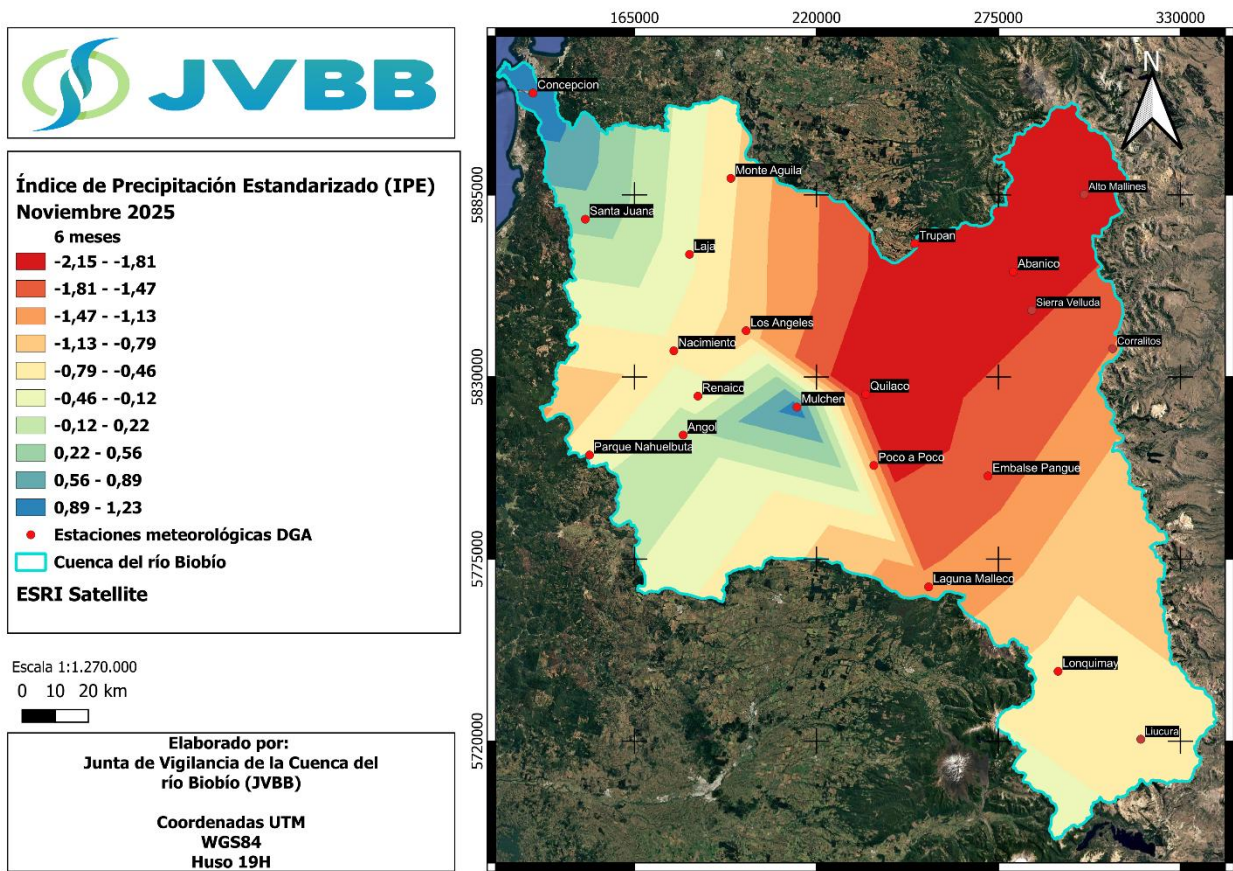 JVBB
Índice de Precipitación Estandarizado (IPE)
Noviembre 2025
6 meses
-2,15 - -1,81
-1,81 - -1,47
-1,47 - -1,13
-1,13 - -0,79
-0,79 - -0,46
-0,46 - -0,12
-0,12 - 0,22
0,22 - 0,56
0,56 - 0,89
0,89 - 1,23
Estaciones meteorológicas DGA
Cuenca del río Biobío
ESRI Satellite
Escala 1:1.270.000
0 10 20 km
Elaborado por:
Junta de Vigilancia de la Cuenca del
río Biobío (JVBB)
Coordenadas UTM
WGS84
Huso 19H
165000 220000 275000 330000
5885000
5830000
5775000
5720000
N
Concepcion
Monte Aguila
Alto Mallines
Santa Juana
Trupan
Laja
Abanico
Sierra Velluda
Los Angeles
Corralitos
Nacimiento
Renaico
Quilaco
Mulchen
Angol
Parque Nahuelbuta
Poco a Poco
Embalse Pangue
Laguna Malleco
Lonquimay
Liucura
165000 220000 275000 330000